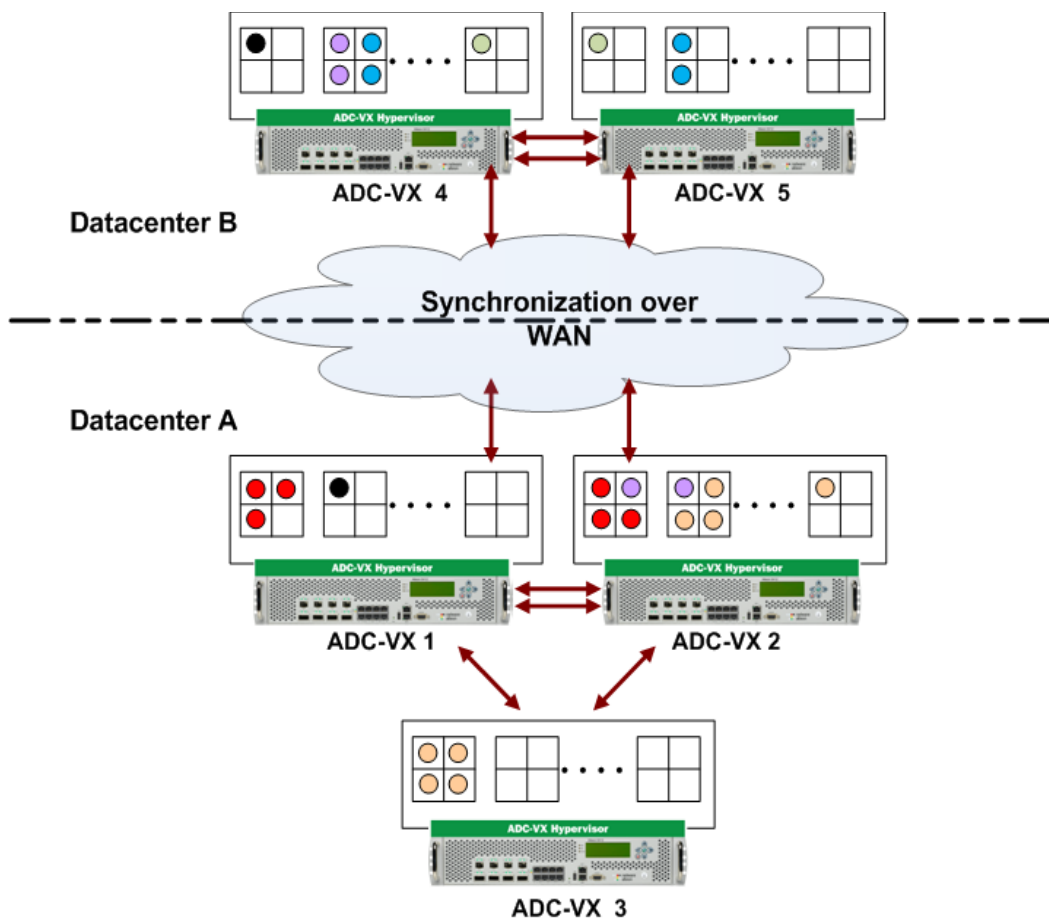 ADC-VX Hypervisor
ADC-VX Hypervisor
ADC-VX 4
ADC-VX 5
Datacenter B
Synchronization over
WAN
Datacenter A
ADC-VX Hypervisor
ADC-VX Hypervisor
ADC-VX 1
ADC-VX 2
ADC-VX Hypervisor
ADC-VX 3